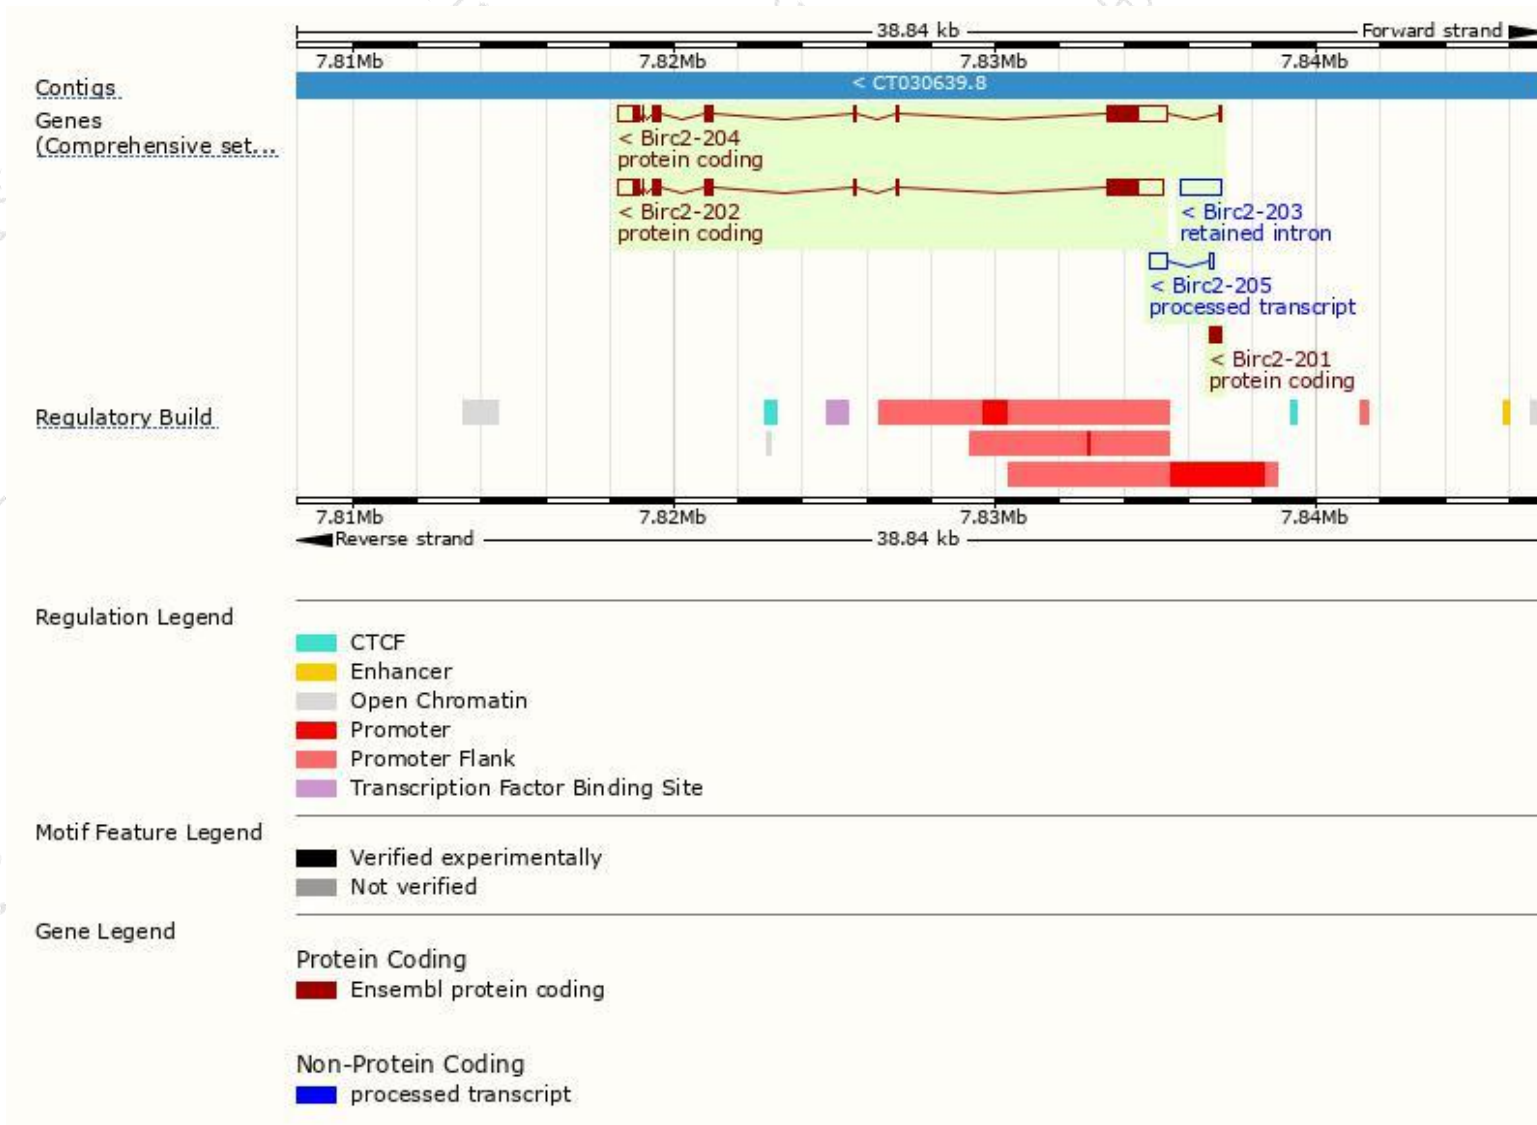 38.84 kb
Forward strand
7.81Mb 7.82Mb 7.83Mb 7.84Mb
Contigs
< CT030639.8
Genes
(Comprehensive set...
< Birc2-204
protein coding
< Birc2-202
protein coding
< Birc2-203
retained intron
< Birc2-205
processed transcript
< Birc2-201
protein coding
Regulatory Build
7.81Mb 7.82Mb 7.83Mb 7.84Mb
Reverse strand
38.84 kb
Regulation Legend
CTCF
Enhancer
Open Chromatin
Promoter
Promoter Flank
Transcription Factor Binding Site
Motif Feature Legend
Verified experimentally
Not verified
Gene Legend
Protein Coding
Ensembl protein coding
Non-Protein Coding
processed transcript